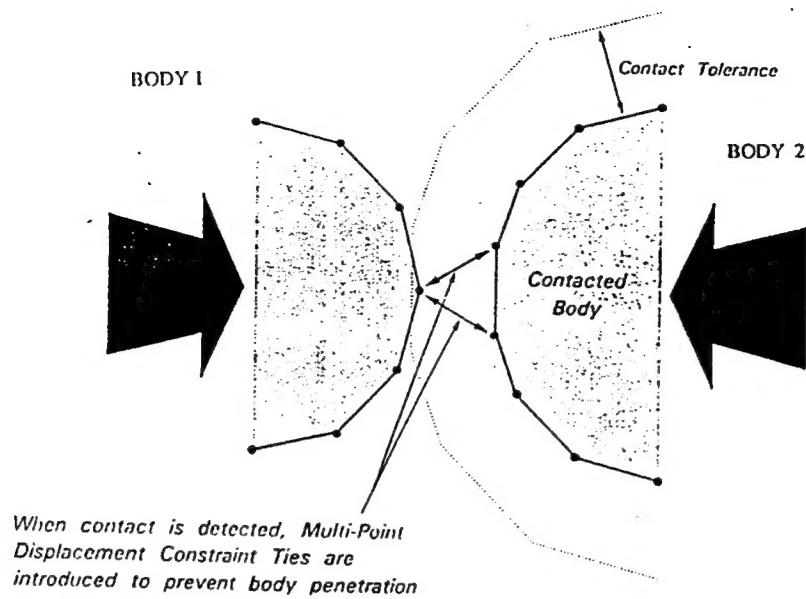 BODY 1
Contact Tolerance
BODY 2
Contacted
Body
When contact is detected, Multi-Point
Displacement Constraint Ties are
introduced to prevent body penetration